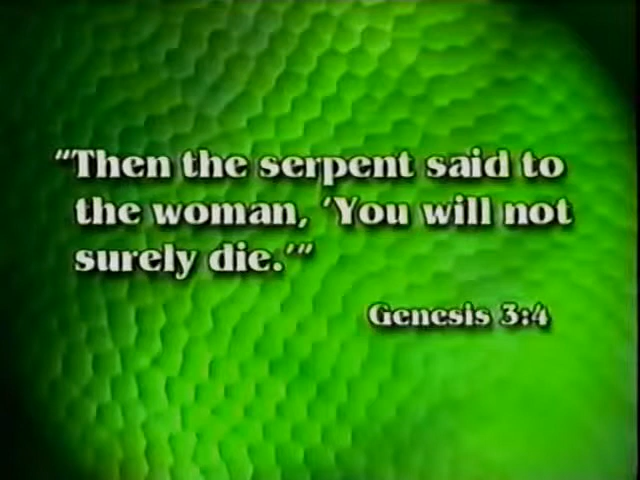 “Then the serpent said to
the woman, ‘You will not
surely die.’”
Genesis 3:4